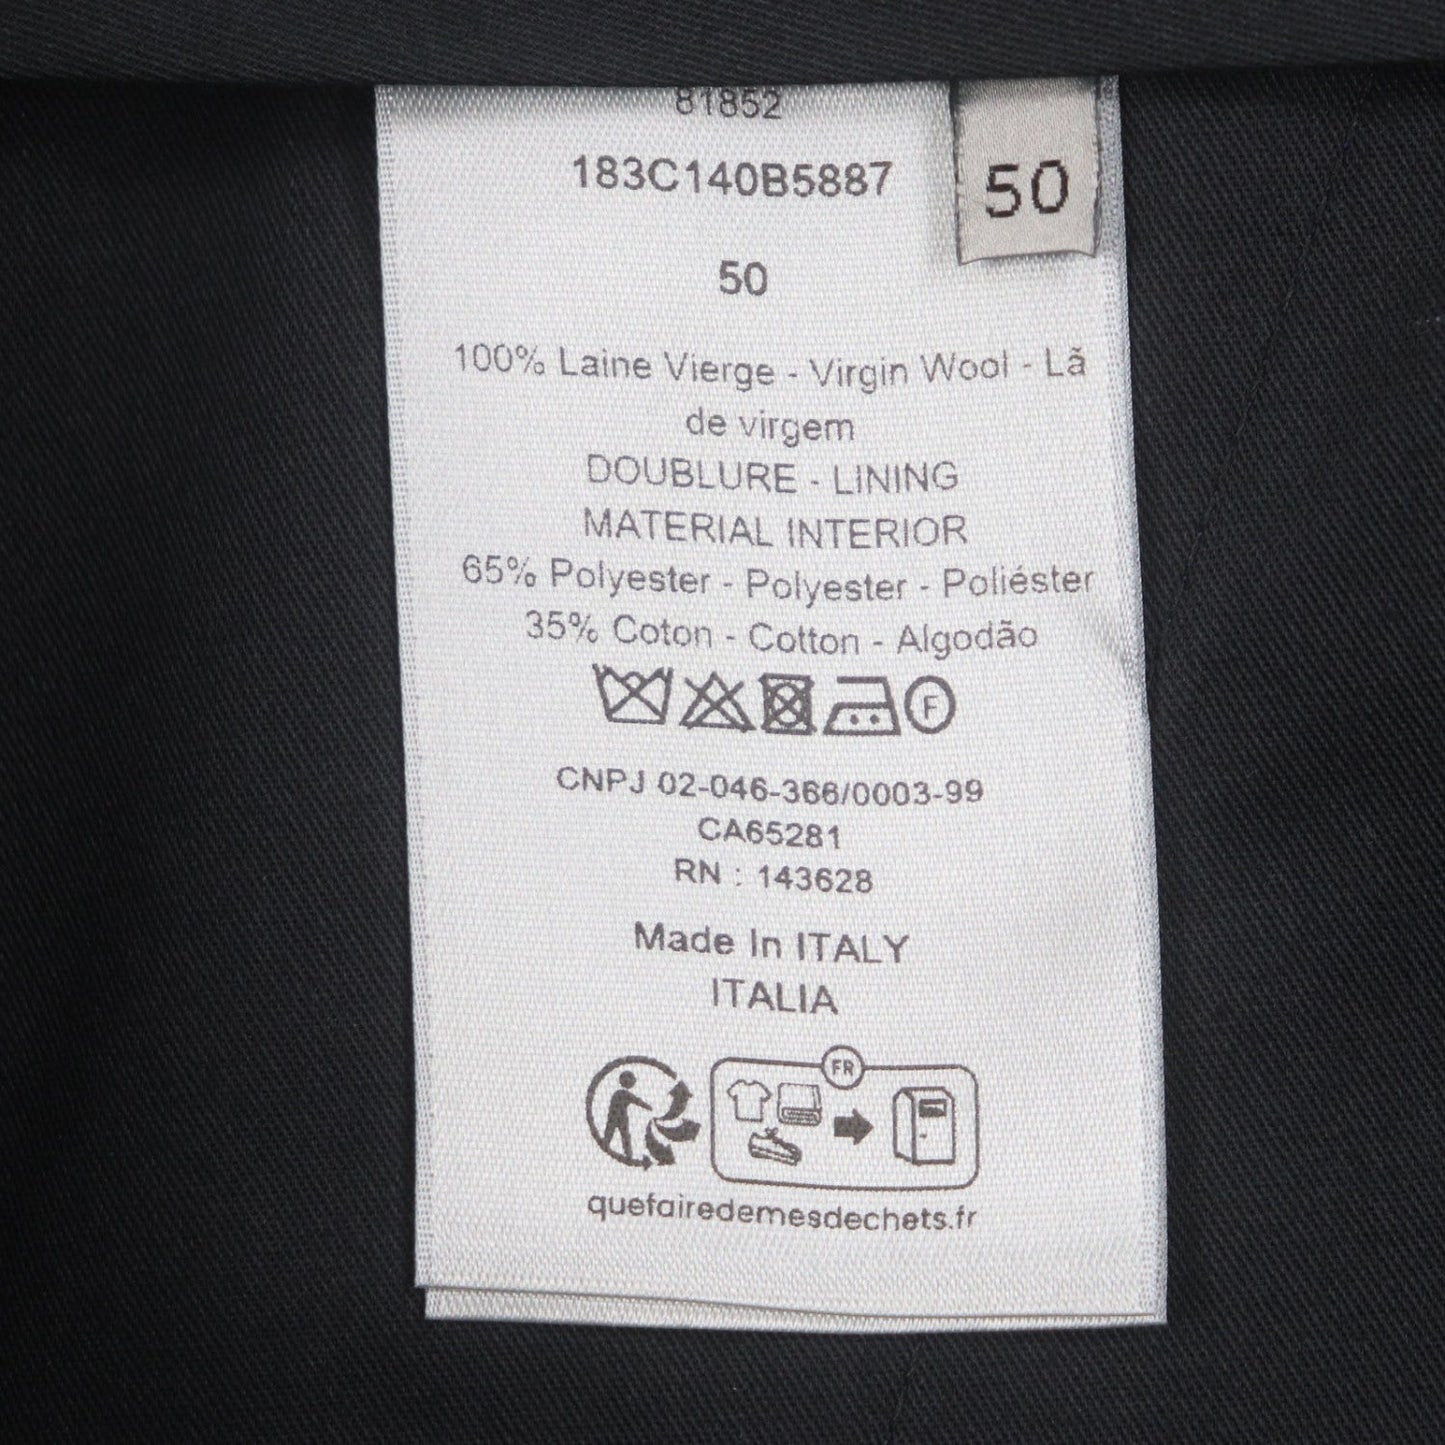 81852
183C140B5887
50
50
100% Laine Vierge - Virgin Wool - Lã
de virgem
DOUBLURE - LINING
MATERIAL INTERIOR
65% Polyester - Polyester - Poliéster
35% Coton - Cotton - Algodão
F
CNPJ 02-046-366/0003-99
CA65281
RN : 143628
Made In ITALY
ITALIA
FR
quefairedemesdechets.fr